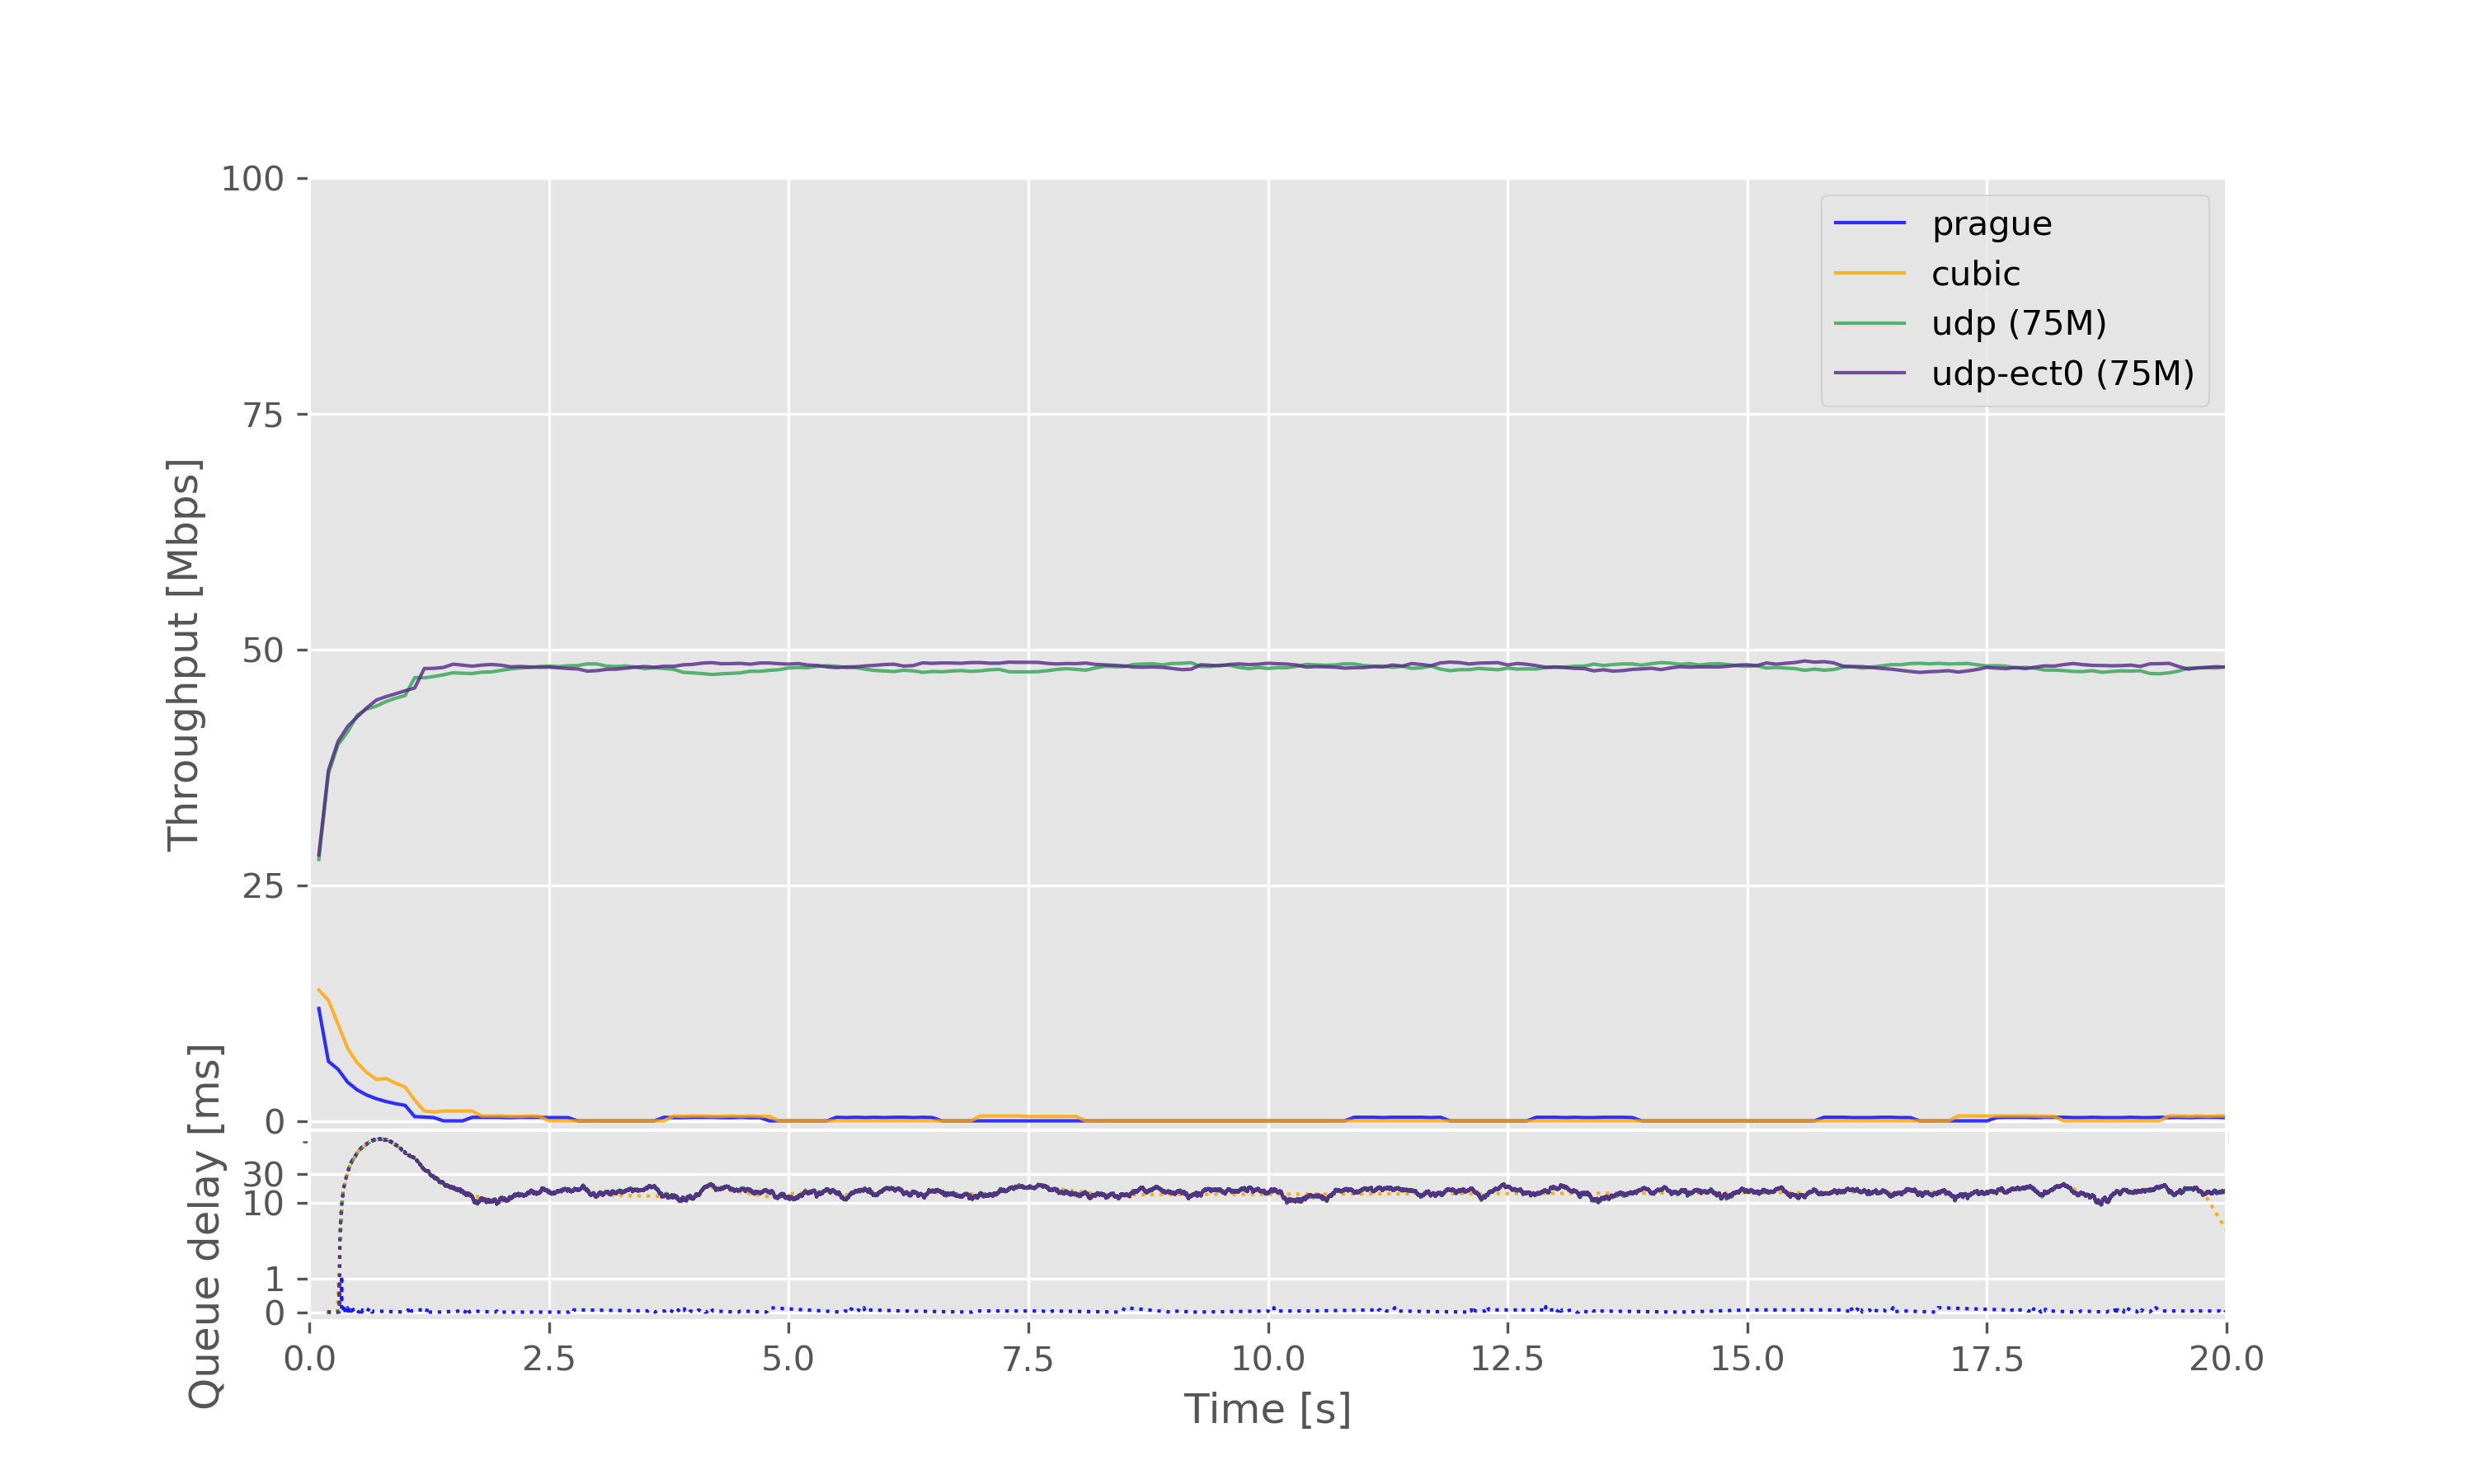 100
75
50
25
0
Throughput [Mbps]
prague
cubic
udp (75M)
udp-ect0 (75M)
30
10
1
0
Queue delay [ms]
0.0 2.5 5.0 7.5 10.0 12.5 15.0 17.5 20.0
Time [s]